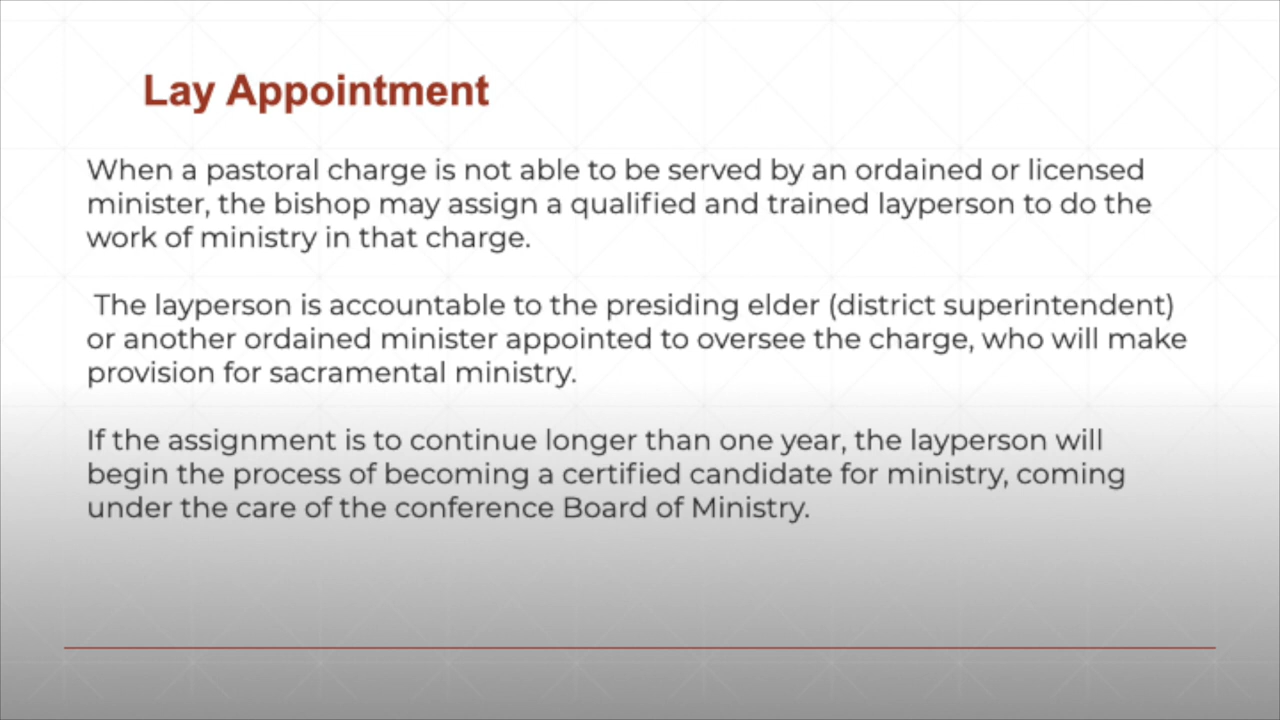 Lay Appointment
When a pastoral charge is not able to be served by an ordained or licensed
minister, the bishop may assign a qualified and trained layperson to do the
work of ministry in that charge.
The layperson is accountable to the presiding elder (district superintendent)
or another ordained minister appointed to oversee the charge, who will make
provision for sacramental ministry.
If the assignment is to continue longer than one year, the layperson will
begin the process of becoming a certified candidate for ministry, coming
under the care of the conference Board of Ministry.